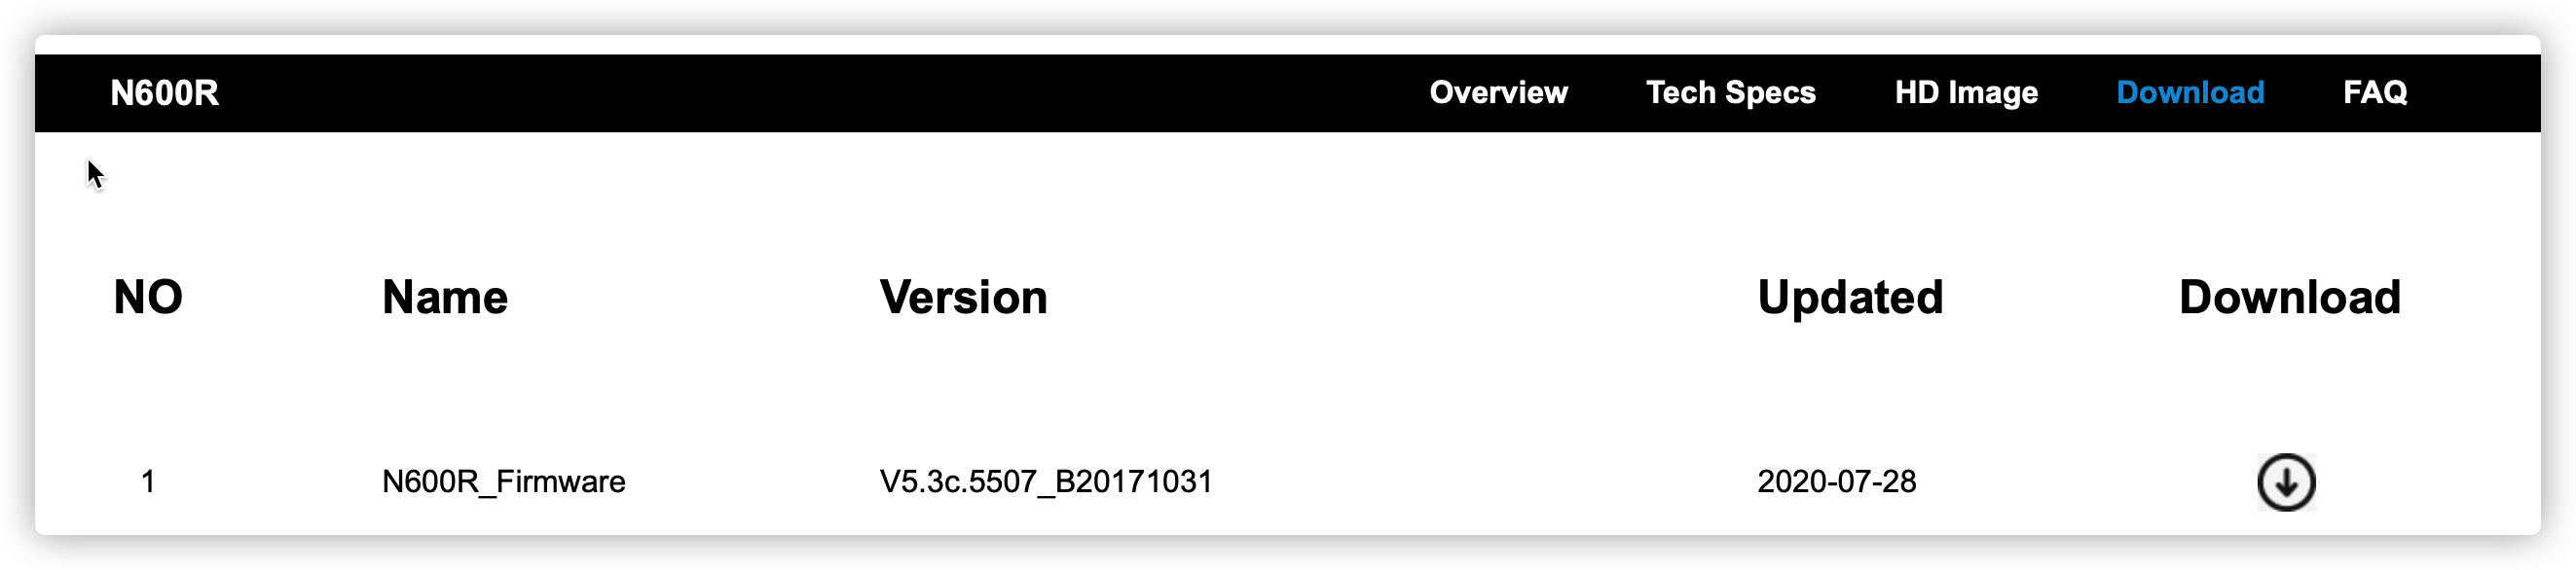 N600R Overview Tech Specs HD Image Download FAQ
NO Name Version Updated Download
1 N600R_Firmware V5.3c.5507_B20171031 2020-07-28